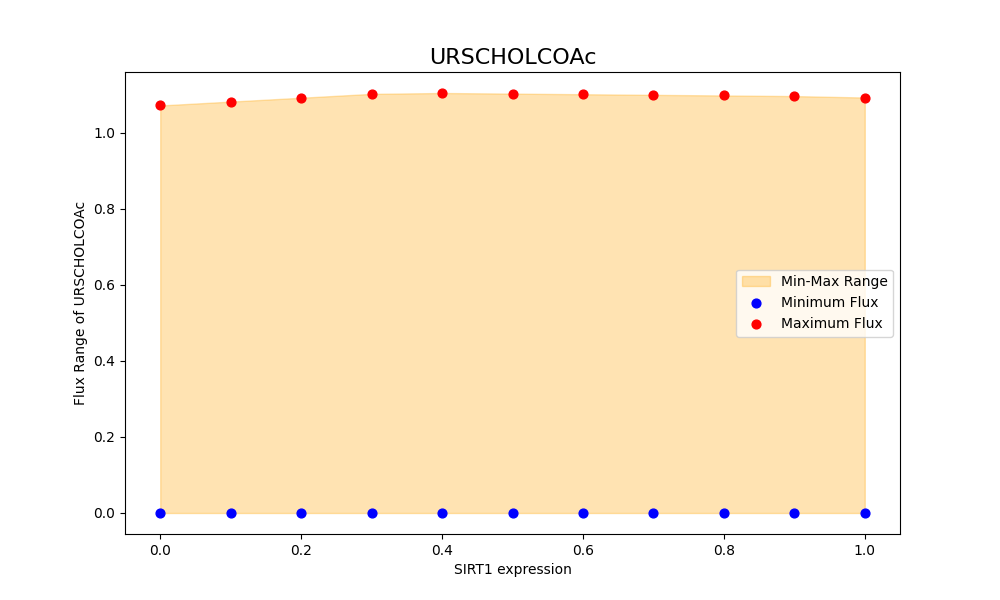 URSCHOLCOAc
Flux Range of URSCHOLCOAc
1.0
0.8
0.6
0.4
0.2
0.0
Min-Max Range
Minimum Flux
Maximum Flux
0.0 0.2 0.4 0.6 0.8 1.0
SIRT1 expression